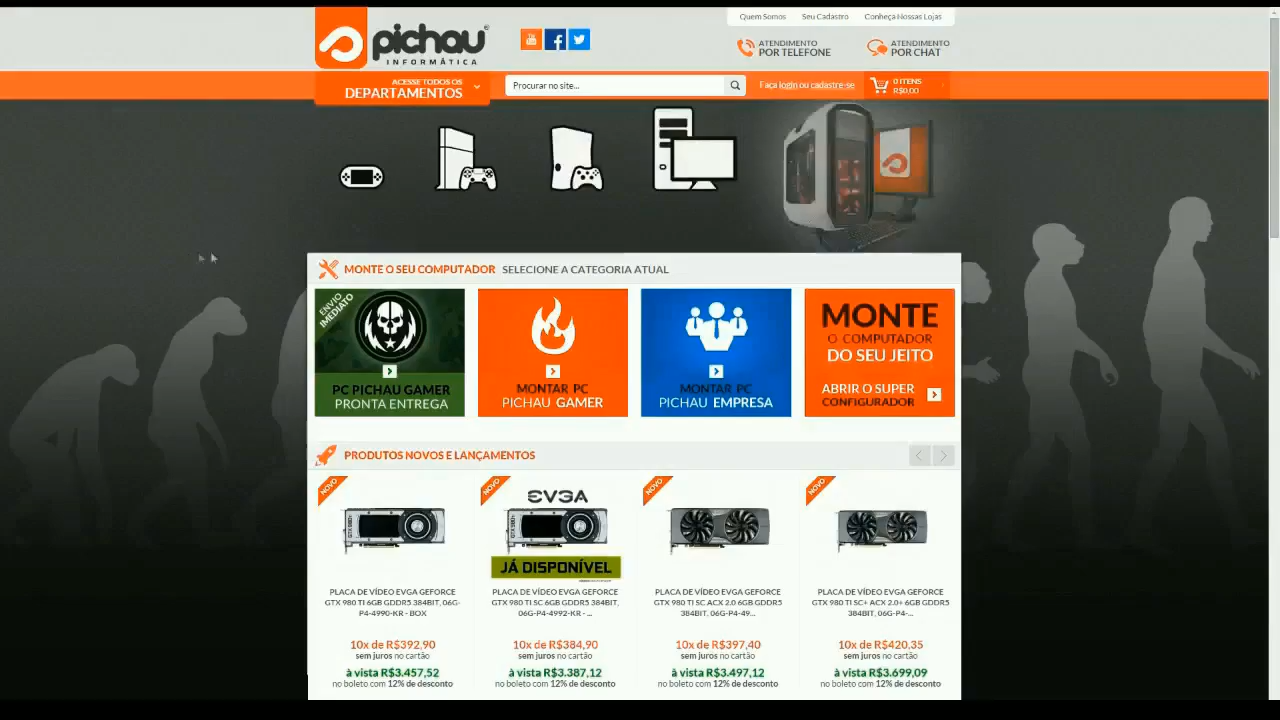 Quem Somos Seu Cadastro Conheça Nossas Lojas
pichau
INFORMÁTICA
ATENDIMENTO
POR TELEFONE
ATENDIMENTO
POR CHAT
ACESSE TODOS OS
DEPARTAMENTOS
Procurar no site...
Faça login ou cadastre-se
0 ITENS
R$0,00
MONTE O SEU COMPUTADOR SELECIONE A CATEGORIA ATUAL
ENVIO
IMEDIATO
PC PICHAU GAMER
PRONTA ENTREGA
MONTAR PC
PICHAU GAMER
MONTAR PC
PICHAU EMPRESA
MONTE
O COMPUTADOR
DO SEU JEITO
ABRIR O SUPER
CONFIGURADOR
PRODUTOS NOVOS E LANÇAMENTOS
NOVO
PLACA DE VÍDEO EVGA GEFORCE
GTX 980 TI 6GB GDDR5 384BIT, 06G-
P4-4990-KR - BOX
10x de R$392,90
sem juros no cartão
à vista R$3.457,52
no boleto com 12% de desconto
NOVO
EVGA
JÁ DISPONÍVEL
PLACA DE VÍDEO EVGA GEFORCE
GTX 980 TI SC 6GB GDDR5 384BIT,
06G-P4-4992-KR - ...
10x de R$384,90
sem juros no cartão
à vista R$3.387,12
no boleto com 12% de desconto
NOVO
PLACA DE VÍDEO EVGA GEFORCE
GTX 980 TI SC ACX 2.0 6GB GDDR5
384BIT, 06G-P4-49...
10x de R$397,40
sem juros no cartão
à vista R$3.497,12
no boleto com 12% de desconto
NOVO
PLACA DE VÍDEO EVGA GEFORCE
GTX 980 TI SC+ ACX 2.0+ 6GB GDDR5
384BIT, 06G-P4-...
10x de R$420,35
sem juros no cartão
à vista R$3.699,09
no boleto com 12% de desconto